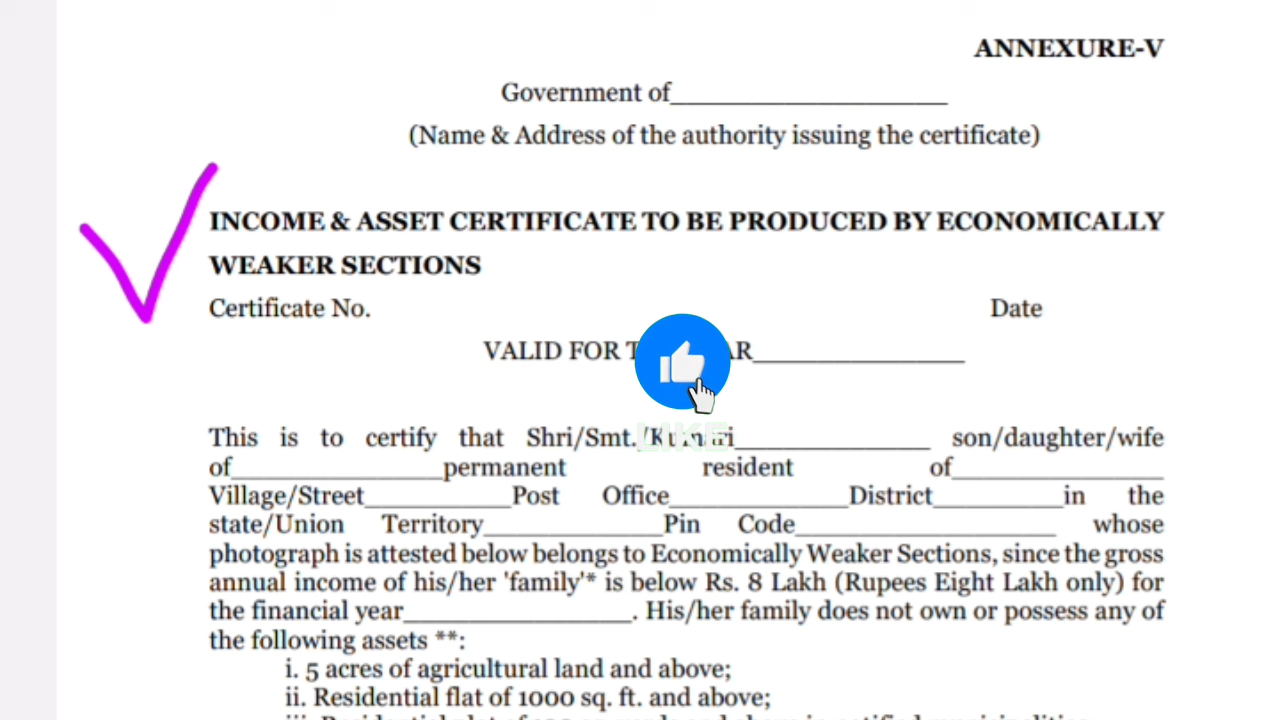 ANNEXURE-V
Government of____________________
(Name & Address of the authority issuing the certificate)
INCOME & ASSET CERTIFICATE TO BE PRODUCED BY ECONOMICALLY
WEAKER SECTIONS
Certificate No. Date
VALID FOR _______________
This is to certify that Shri/Smt./Kumari______________ son/daughter/wife
of_______________permanent resident of_______________
Village/Street__________Post Office_____________District_________in the
state/Union Territory_____________Pin Code___________________ whose
photograph is attested below belongs to Economically Weaker Sections, since the gross
annual income of his/her 'family'* is below Rs. 8 Lakh (Rupees Eight Lakh only) for
the financial year________________. His/her family does not own or possess any of
the following assets **:
i. 5 acres of agricultural land and above;
ii. Residential flat of 1000 sq. ft. and above;
LIKE